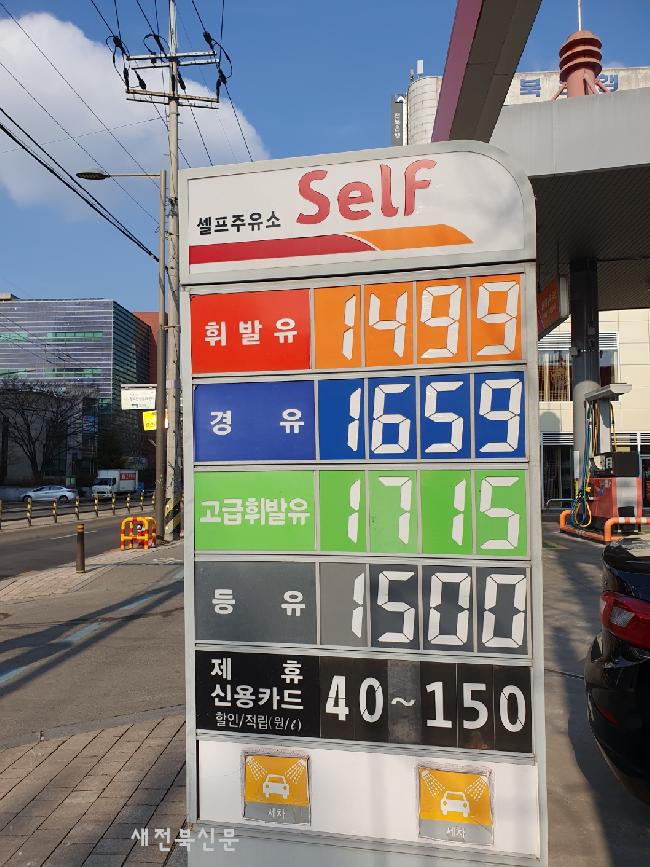 Self
셀프주유소
휘발유 1499
경 유 1659
고급휘발유 1715
등 유 1500
제 휴
신용카드
할인/적립(원/ℓ)
40~150
세차 세차
새전북신문